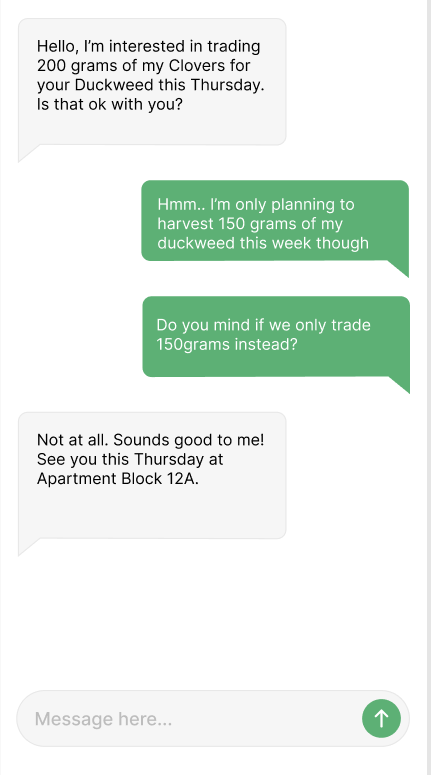 Hello, I'm interested in trading
200 grams of my Clovers for
your Duckweed this Thursday.
Is that ok with you?
Hmm.. I'm only planning to
harvest 150 grams of my
duckweed this week though
Do you mind if we only trade
150grams instead?
Not at all. Sounds good to me!
See you this Thursday at
Apartment Block 12A.
Message here...